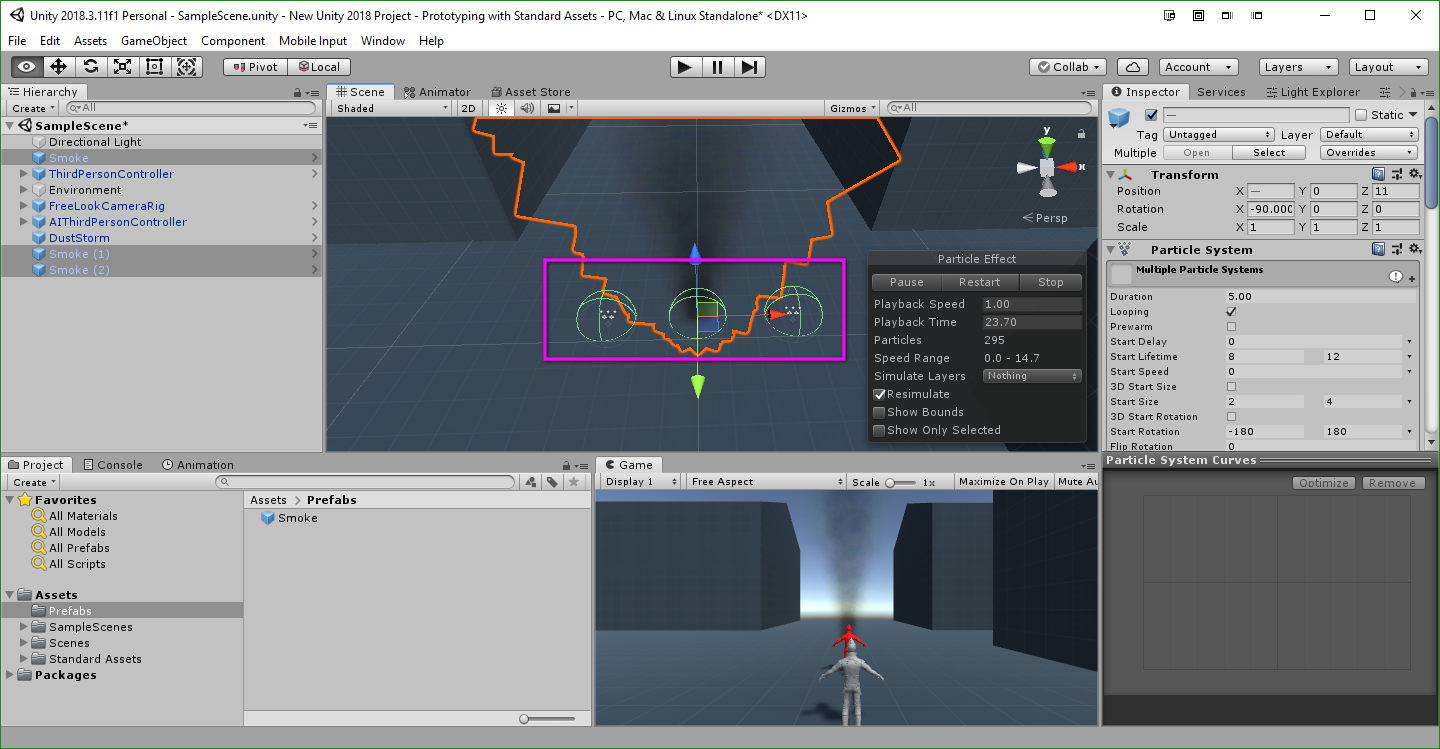 Unity 2018.3.11f1 Personal - SampleScene.unity - New Unity 2018 Project - Prototyping with Standard Assets - PC, Mac & Linux Standalone* <DX11>
File Edit Assets GameObject Component Mobile Input Window Help
Pivot Local Collab Account Layers Layout
Hierarchy
Create All
SampleScene*
Directional Light
Smoke
ThirdPersonController
Environment
FreeLookCameraRig
AIThirdPersonController
DustStorm
Smoke (1)
Smoke (2)
Scene Animator Asset Store
Shaded 2D Gizmos All
y
x
Persp
Particle Effect
Pause Restart Stop
Playback Speed 1.00
Playback Time 23.70
Particles 295
Speed Range 0.0 - 14.7
Simulate Layers Nothing
Resimulate
Show Bounds
Show Only Selected
Inspector Services Light Explorer
— Static
Tag Untagged Layer Default
Multiple Open Select Overrides
Transform
Position X — Y 0 Z 11
Rotation X -90.000 Y 0 Z 0
Scale X 1 Y 1 Z 1
Particle System
Multiple Particle Systems
Duration 5.00
Looping
Prewarm
Start Delay 0
Start Lifetime 8 12
Start Speed 0
3D Start Size
Start Size 2 4
3D Start Rotation
Start Rotation -180 180
Flip Rotation 0
Particle System Curves
Optimize Remove
Project Console Animation
Create
Favorites
All Materials
All Models
All Prefabs
All Scripts
Assets
Prefabs
SampleScenes
Scenes
Standard Assets
Packages
Assets > Prefabs
Smoke
Game
Display 1 Free Aspect Scale 1x Maximize On Play Mute Au